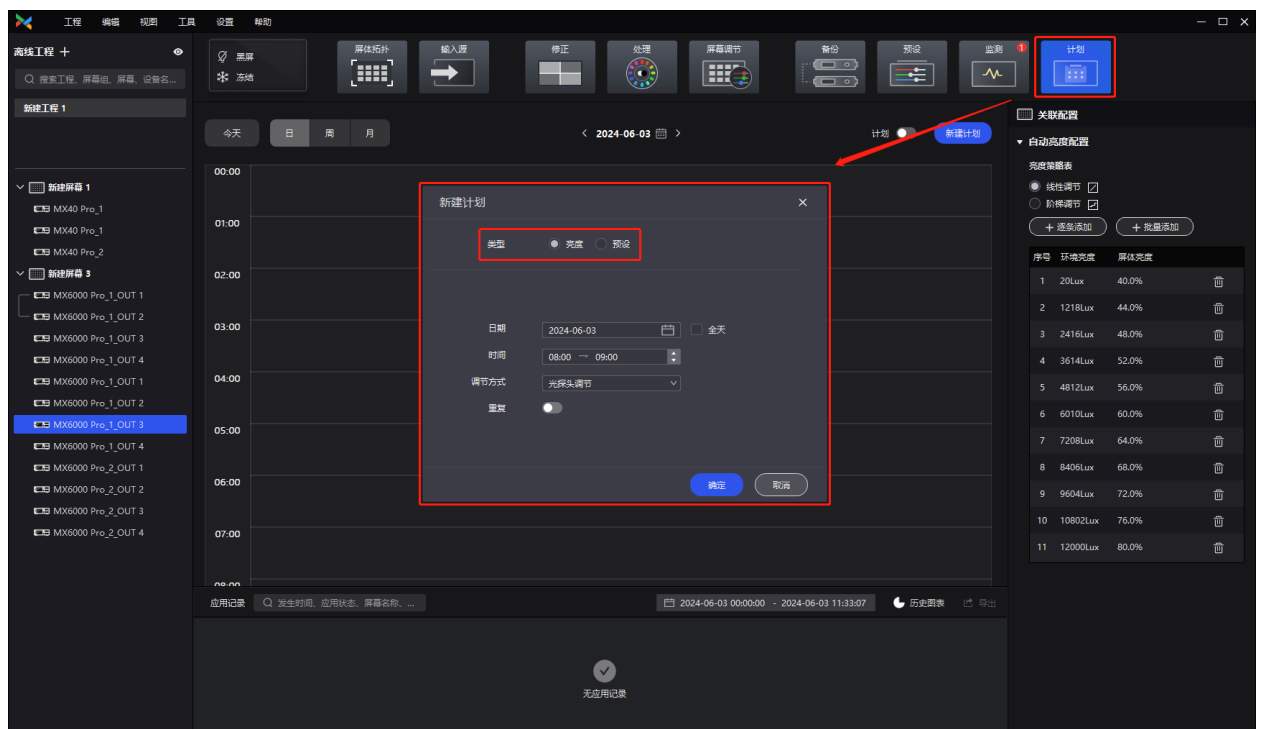 工程 编辑 视图 工具 设置 帮助
离线工程
搜索工程、屏幕组、屏幕、设备名...
新建工程 1
新建屏幕 1
MX40 Pro_1
MX40 Pro_1
MX40 Pro_2
新建屏幕 3
MX6000 Pro_1_OUT 1
MX6000 Pro_1_OUT 2
MX6000 Pro_1_OUT 3
MX6000 Pro_1_OUT 4
MX6000 Pro_1_OUT 1
MX6000 Pro_1_OUT 2
MX6000 Pro_1_OUT 3
MX6000 Pro_1_OUT 4
MX6000 Pro_2_OUT 1
MX6000 Pro_2_OUT 2
MX6000 Pro_2_OUT 3
MX6000 Pro_2_OUT 4
黑屏
冻结
屏体拓扑 输入源 修正 处理 屏幕调节 备份 预设 监测 1 计划
今天 日 周 月
2024-06-03
计划 新建计划
00:00
01:00
02:00
03:00
04:00
05:00
06:00
07:00
08:00
新建计划
类型 亮度 预设
日期 2024-06-03 全天
时间 08:00 → 09:00
调节方式 光探头调节
重复
确定 取消
应用记录 发生时间、应用状态、屏幕名称、... 2024-06-03 00:00:00 - 2024-06-03 11:33:07 历史图表 导出
无应用记录
关联配置
自动亮度配置
亮度策略表
线性调节
阶梯调节
逐条添加 批量添加
序号 环境亮度 屏体亮度
1 20Lux 40.0%
2 1218Lux 44.0%
3 2416Lux 48.0%
4 3614Lux 52.0%
5 4812Lux 56.0%
6 6010Lux 60.0%
7 7208Lux 64.0%
8 8406Lux 68.0%
9 9604Lux 72.0%
10 10802Lux 76.0%
11 12000Lux 80.0%